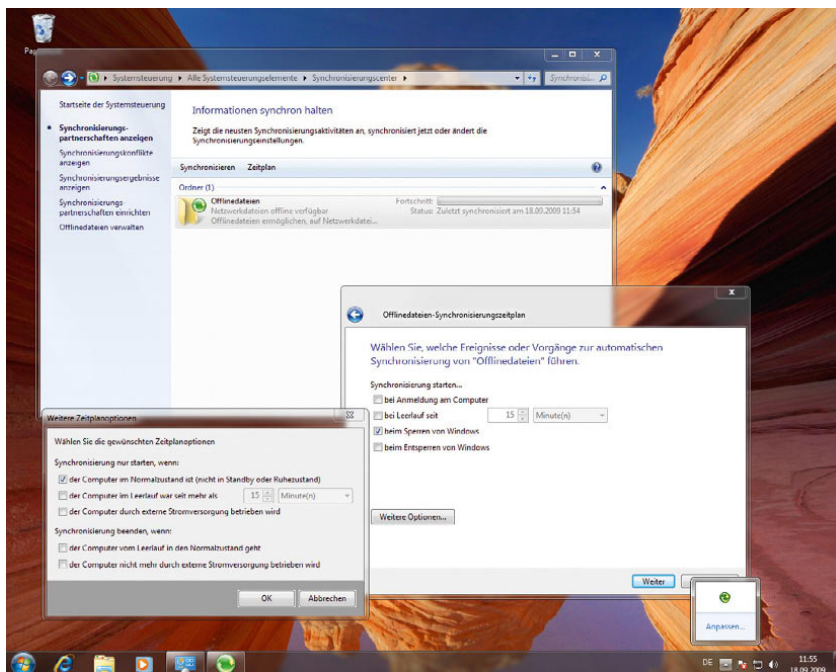 Systemsteuerung ▸ Alle Systemsteuerungselemente ▸ Synchronisierungscenter ▸
Startseite der Systemsteuerung
Synchronisierungs-
partnerschaften anzeigen
Synchronisierungskonflikte
anzeigen
Synchronisierungsergebnisse
anzeigen
Synchronisierungs
partnerschaften einrichten
Offlinedateien verwalten
Informationen synchron halten
Zeigt die neusten Synchronisierungsaktivitäten an, synchronisiert jetzt oder ändert die
Synchronisierungseinstellungen.
Synchronisieren Zeitplan
Ordner (1)
Offlinedateien
Netzwerkdateien offline verfügbar
Offlinedateien ermöglichen, auf Netzwerkdatei...
Fortschritt:
Status: Zuletzt synchronisiert am 18.09.2009 11:54
Offlinedateien-Synchronisierungszeitplan
Wählen Sie, welche Ereignisse oder Vorgänge zur automatischen
Synchronisierung von "Offlinedateien" führen.
Synchronisierung starten...
bei Anmeldung am Computer
bei Leerlauf seit 15 Minute(n)
beim Sperren von Windows
beim Entsperren von Windows
Weitere Optionen...
Weiter
Weitere Zeitplanoptionen
Wählen Sie die gewünschten Zeitplanoptionen
Synchronisierung nur starten, wenn:
der Computer im Normalzustand ist (nicht in Standby oder Ruhezustand)
der Computer im Leerlauf war seit mehr als 15 Minute(n)
der Computer durch externe Stromversorgung betrieben wird
Synchronisierung beenden, wenn:
der Computer vom Leerlauf in den Normalzustand geht
der Computer nicht mehr durch externe Stromversorgung betrieben wird
OK Abbrechen
Anpassen...
DE
11:55
18.09.2009